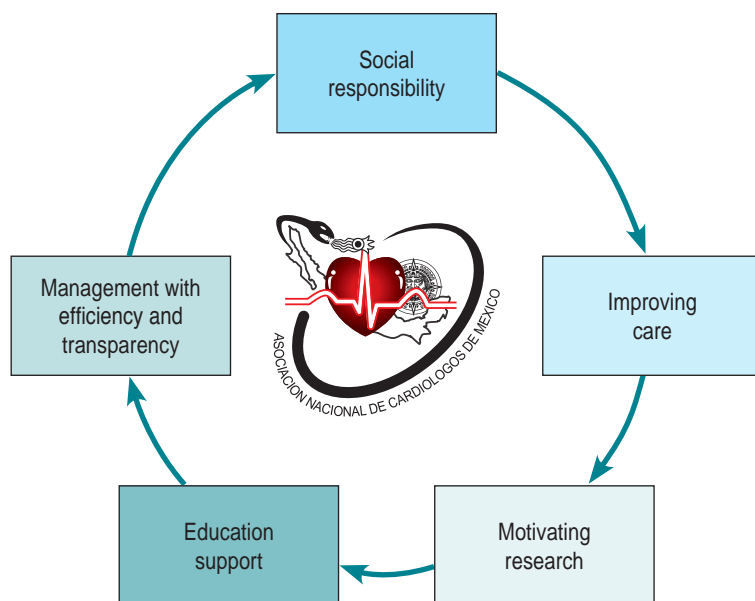 Social
responsibility
Management with
efficiency and
transparency
Improving
care
ASOCIACION NACIONAL DE CARDIOLOGOS DE MEXICO
Education
support
Motivating
research